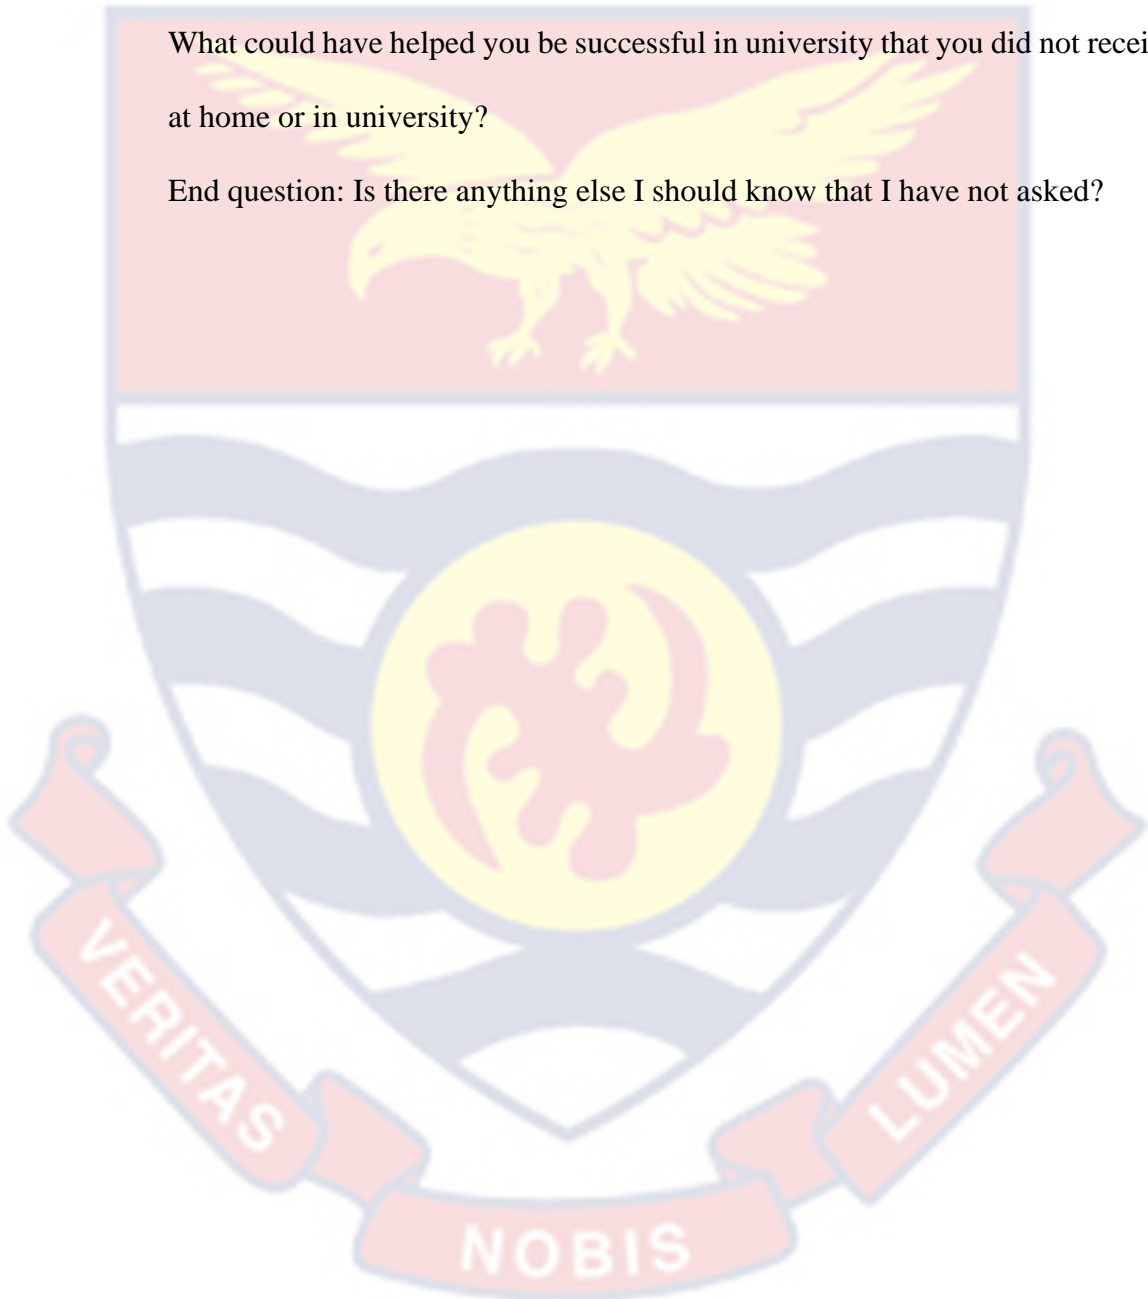 What could have helped you be successful in university that you did not recei
at home or in university?
End question: Is there anything else I should know that I have not asked?
VERITAS
NOBIS
LUMEN